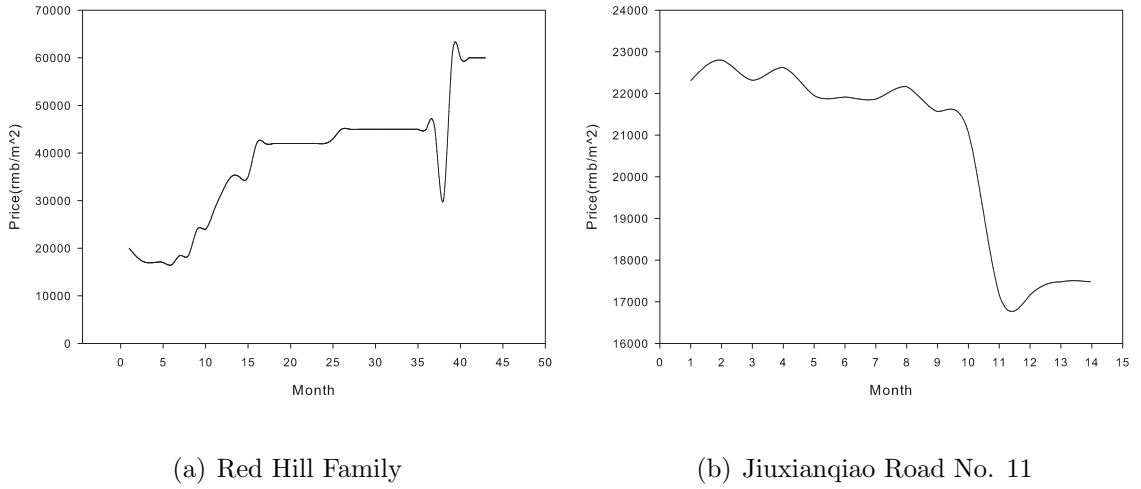 70000
60000
50000
40000
30000
20000
10000
0
Price(rmb/m^2)
0 5 10 15 20 25 30 35 40 45 50
Month
(a) Red Hill Family
24000
23000
22000
21000
20000
19000
18000
17000
16000
Price(rmb/m^2)
0 1 2 3 4 5 6 7 8 9 10 11 12 13 14 15
Month
(b) Jiuxianqiao Road No. 11